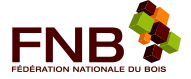 FNB
FÉDÉRATION NATIONALE DU BOIS